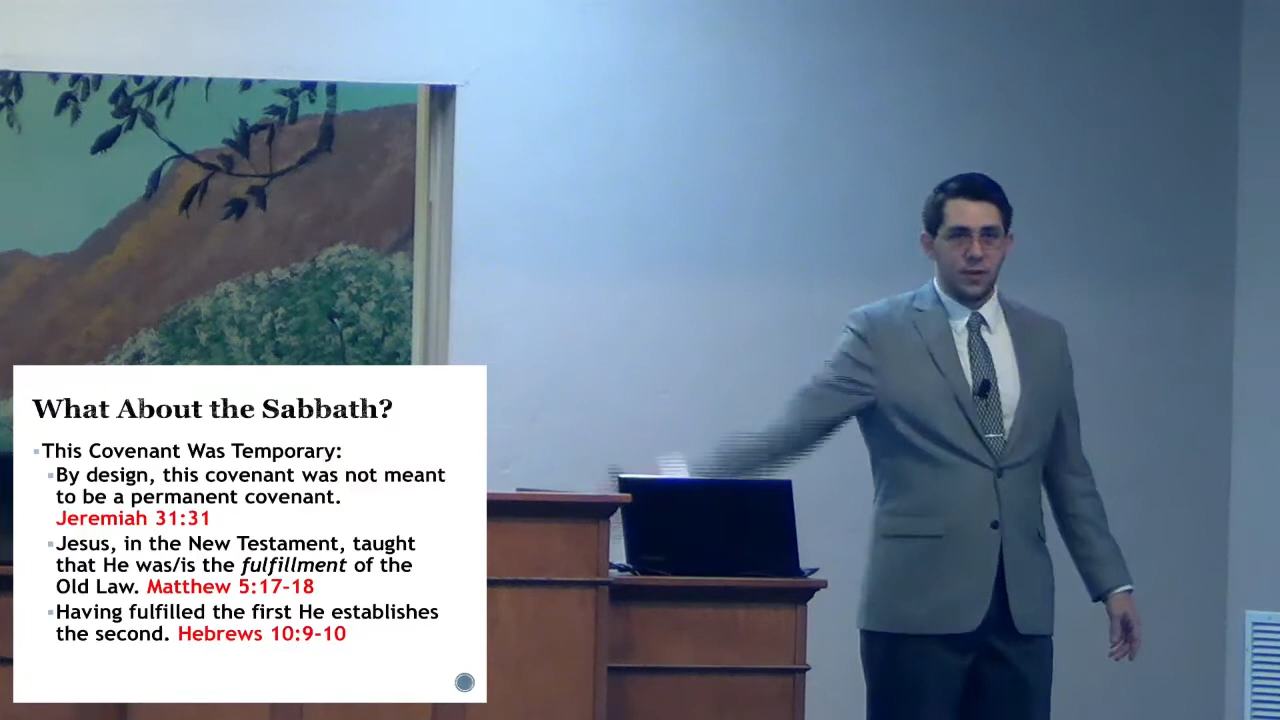 What About the Sabbath?
This Covenant Was Temporary:
By design, this covenant was not meant
to be a permanent covenant.
Jeremiah 31:31
Jesus, in the New Testament, taught
that He was/is the fulfillment of the
Old Law. Matthew 5:17-18
Having fulfilled the first He establishes
the second. Hebrews 10:9-10